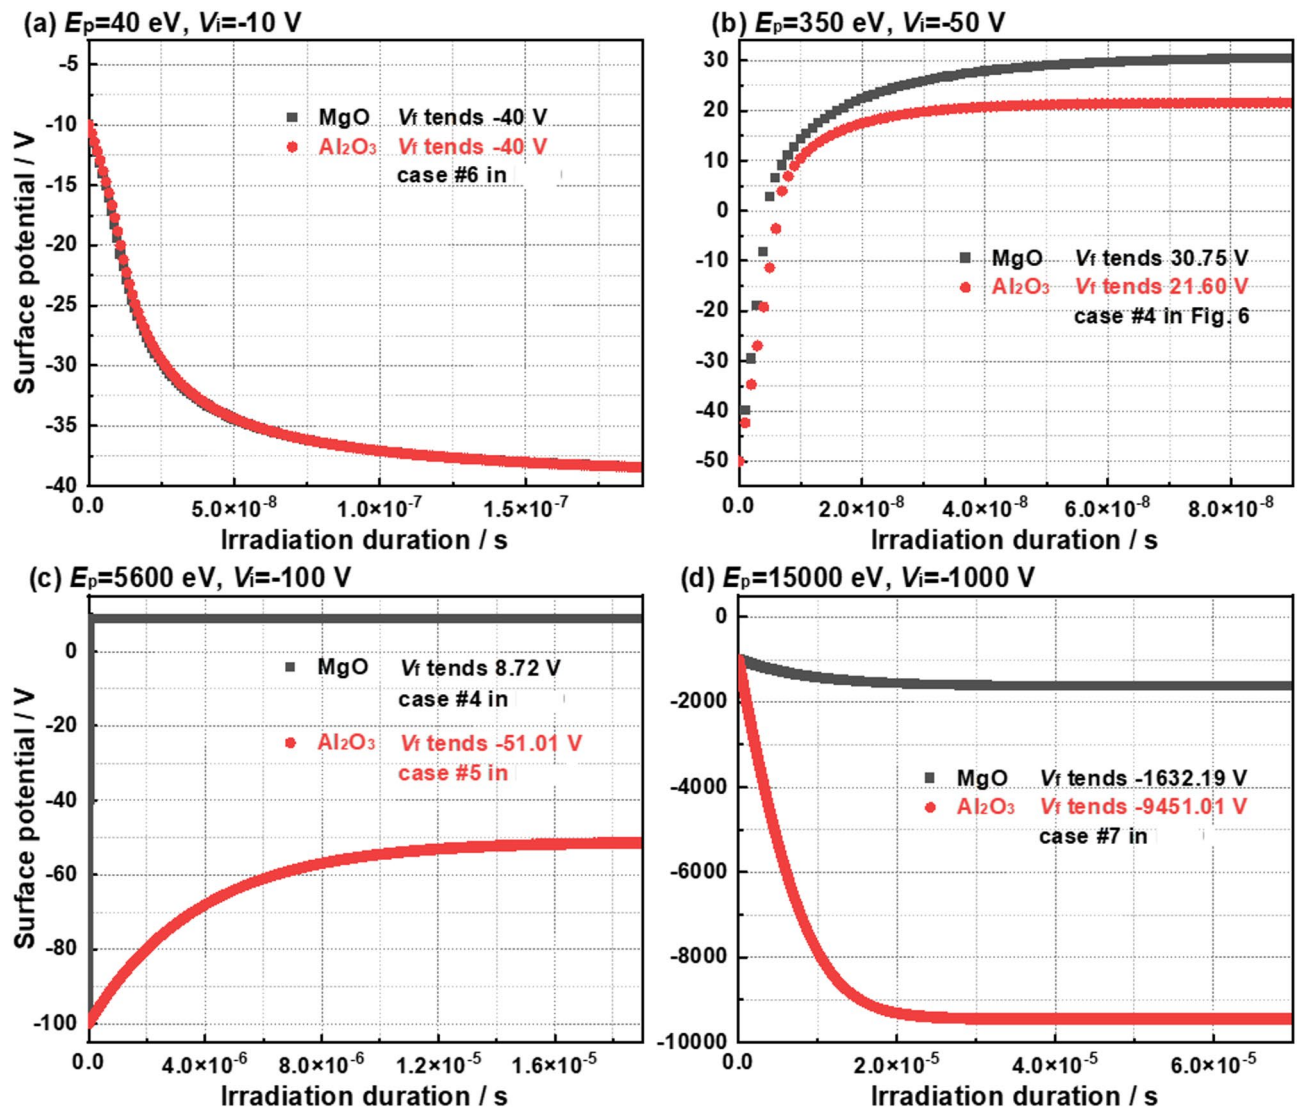 (a) Eₚ=40 eV, Vᵢ=-10 V
Surface potential / V
-5
-10
-15
-20
-25
-30
-35
-40
MgO V_f tends -40 V
Al₂O₃ V_f tends -40 V
case #6 in
0.0 5.0×10⁻⁸ 1.0×10⁻⁷ 1.5×10⁻⁷
Irradiation duration / s
(b) Eₚ=350 eV, Vᵢ=-50 V
30
20
10
0
-10
-20
-30
-40
-50
MgO V_f tends 30.75 V
Al₂O₃ V_f tends 21.60 V
case #4 in Fig. 6
0.0 2.0×10⁻⁸ 4.0×10⁻⁸ 6.0×10⁻⁸ 8.0×10⁻⁸
Irradiation duration / s
(c) Eₚ=5600 eV, Vᵢ=-100 V
Surface potential / V
0
-20
-40
-60
-80
-100
MgO V_f tends 8.72 V
case #4 in
Al₂O₃ V_f tends -51.01 V
case #5 in
0.0 4.0×10⁻⁶ 8.0×10⁻⁶ 1.2×10⁻⁵ 1.6×10⁻⁵
Irradiation duration / s
(d) Eₚ=15000 eV, Vᵢ=-1000 V
0
-2000
-4000
-6000
-8000
-10000
MgO V_f tends -1632.19 V
Al₂O₃ V_f tends -9451.01 V
case #7 in
0.0 2.0×10⁻⁵ 4.0×10⁻⁵ 6.0×10⁻⁵
Irradiation duration / s